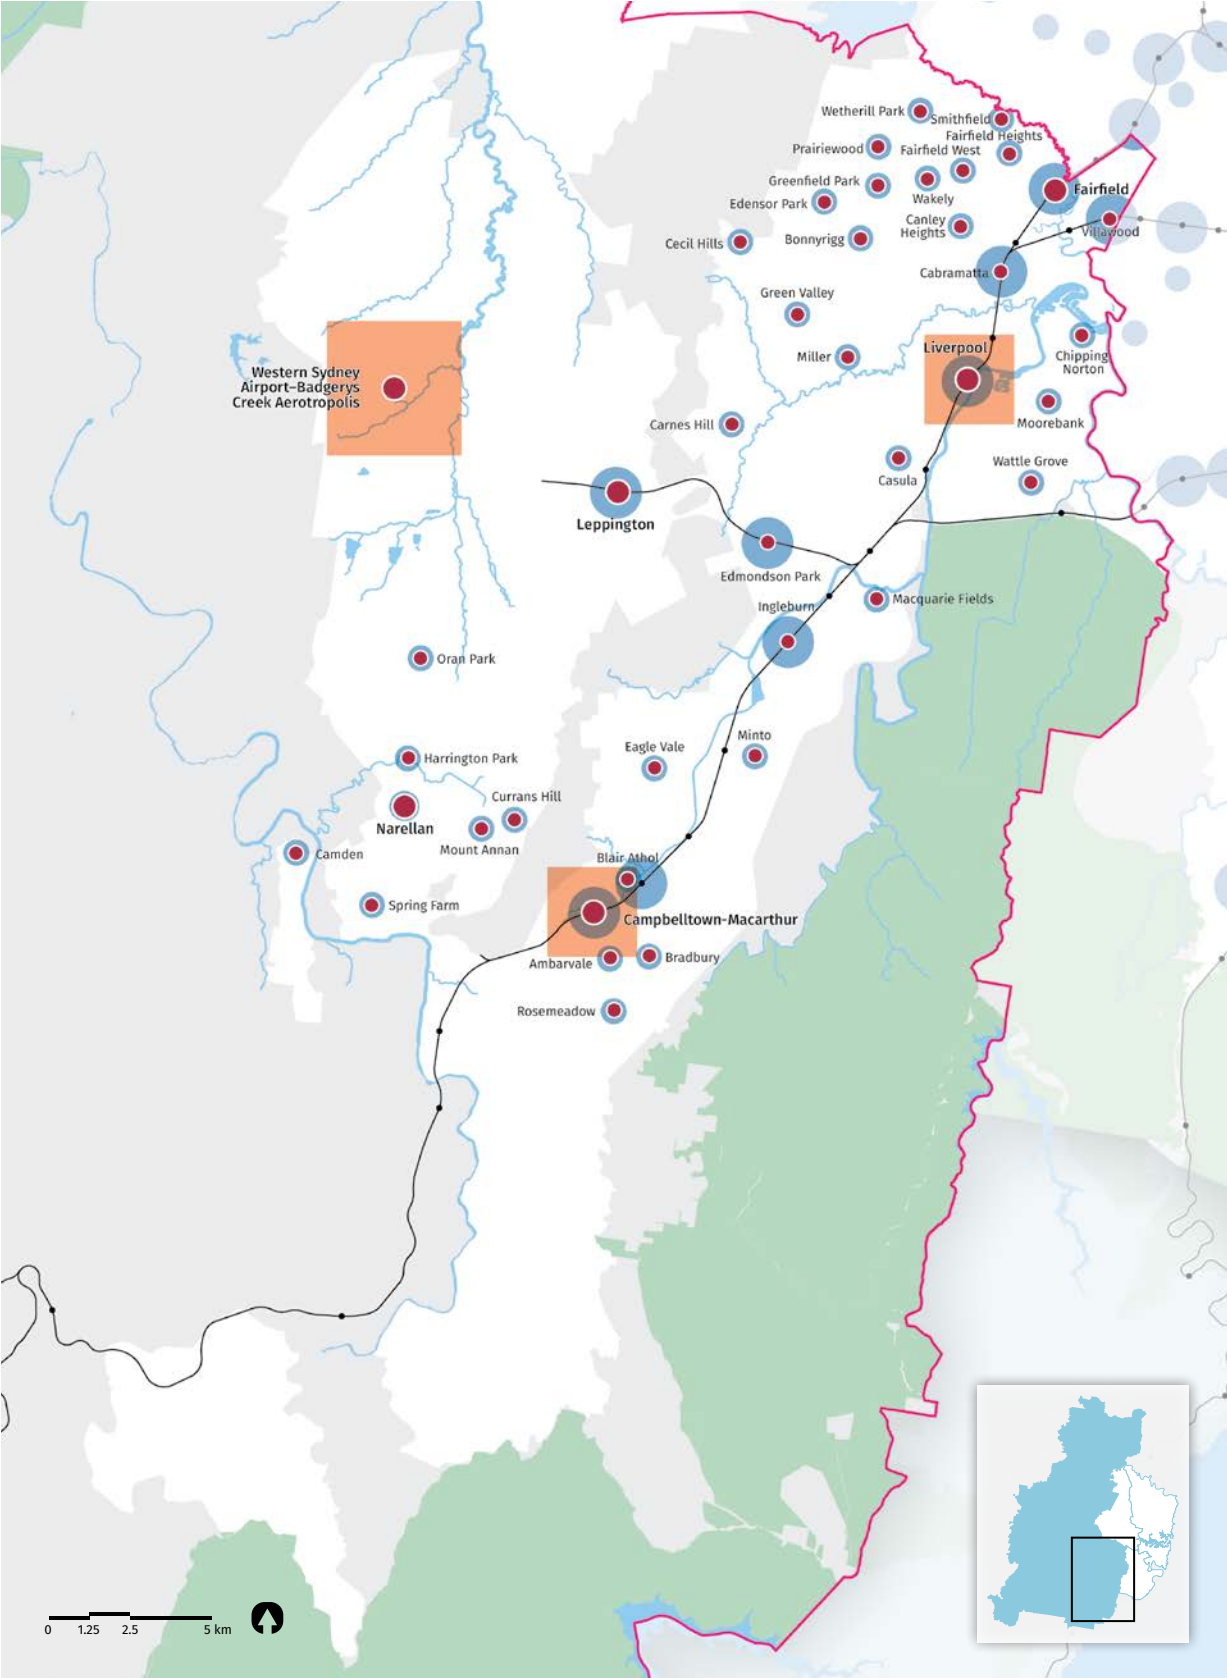 Wetherill Park
Smithfield
Fairfield Heights
Prairiewood
Fairfield West
Greenfield Park
Fairfield
Edensor Park
Wakely
Canley
Heights
Villawood
Cecil Hills
Bonnyrigg
Cabramatta
Green Valley
Liverpool
Miller
Chipping
Norton
Western Sydney
Airport–Badgerys
Creek Aerotropolis
Carnes Hill
Moorebank
Wattle Grove
Casula
Leppington
Edmondson Park
Ingleburn
Macquarie Fields
Oran Park
Minto
Eagle Vale
Harrington Park
Currans Hill
Narellan
Mount Annan
Camden
Blair Athol
Spring Farm
Campbelltown-Macarthur
Ambarvale
Bradbury
Rosemeadow
0 1.25 2.5 5 km